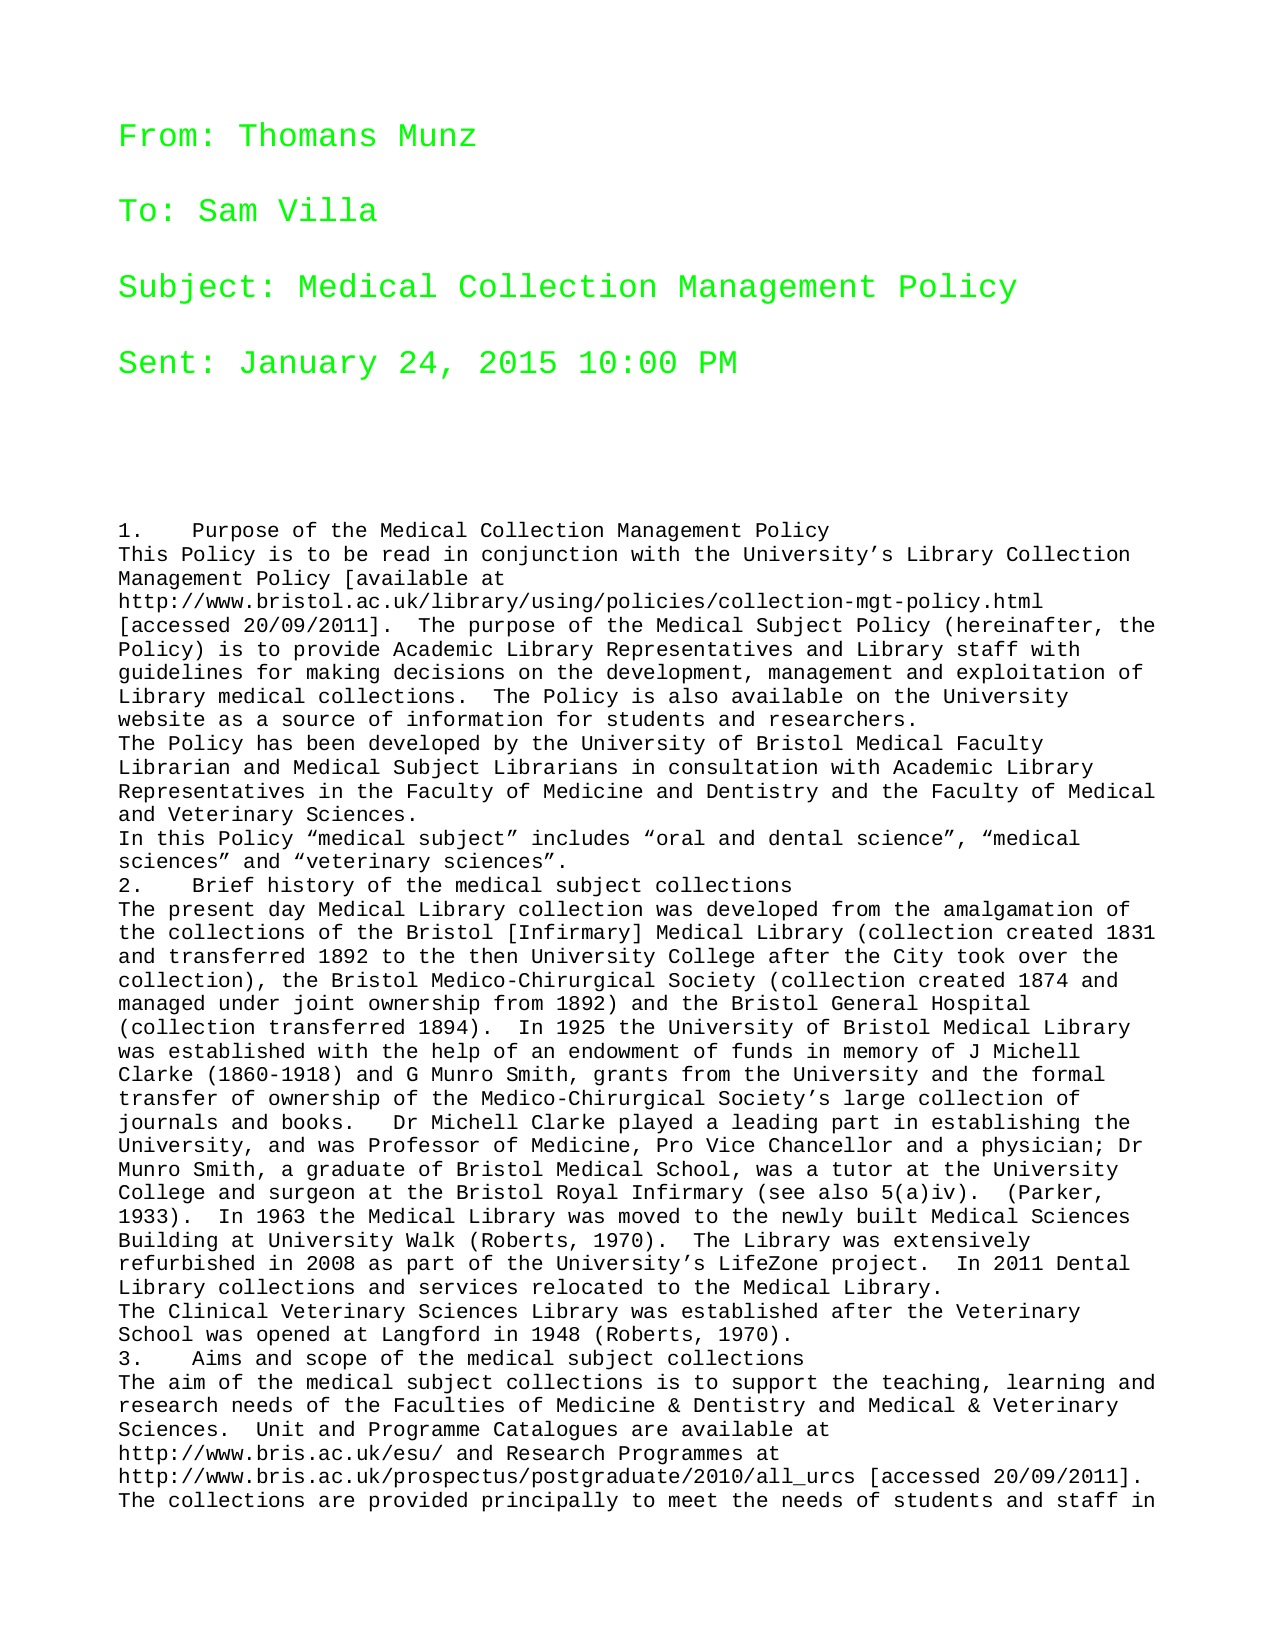 From: Thomans Munz
To: Sam Villa
Subject: Medical Collection Management Policy
Sent: January 24, 2015 10:00 PM
1.    Purpose of the Medical Collection Management Policy
This Policy is to be read in conjunction with the University’s Library Collection
Management Policy [available at
http://www.bristol.ac.uk/library/using/policies/collection-mgt-policy.html
[accessed 20/09/2011].  The purpose of the Medical Subject Policy (hereinafter, the
Policy) is to provide Academic Library Representatives and Library staff with
guidelines for making decisions on the development, management and exploitation of
Library medical collections.  The Policy is also available on the University
website as a source of information for students and researchers.
The Policy has been developed by the University of Bristol Medical Faculty
Librarian and Medical Subject Librarians in consultation with Academic Library
Representatives in the Faculty of Medicine and Dentistry and the Faculty of Medical
and Veterinary Sciences.
In this Policy “medical subject” includes “oral and dental science”, “medical
sciences” and “veterinary sciences”.
2.    Brief history of the medical subject collections
The present day Medical Library collection was developed from the amalgamation of
the collections of the Bristol [Infirmary] Medical Library (collection created 1831
and transferred 1892 to the then University College after the City took over the
collection), the Bristol Medico-Chirurgical Society (collection created 1874 and
managed under joint ownership from 1892) and the Bristol General Hospital
(collection transferred 1894).  In 1925 the University of Bristol Medical Library
was established with the help of an endowment of funds in memory of J Michell
Clarke (1860-1918) and G Munro Smith, grants from the University and the formal
transfer of ownership of the Medico-Chirurgical Society’s large collection of
journals and books.   Dr Michell Clarke played a leading part in establishing the
University, and was Professor of Medicine, Pro Vice Chancellor and a physician; Dr
Munro Smith, a graduate of Bristol Medical School, was a tutor at the University
College and surgeon at the Bristol Royal Infirmary (see also 5(a)iv).  (Parker,
1933).  In 1963 the Medical Library was moved to the newly built Medical Sciences
Building at University Walk (Roberts, 1970).  The Library was extensively
refurbished in 2008 as part of the University’s LifeZone project.  In 2011 Dental
Library collections and services relocated to the Medical Library.
The Clinical Veterinary Sciences Library was established after the Veterinary
School was opened at Langford in 1948 (Roberts, 1970).
3.    Aims and scope of the medical subject collections
The aim of the medical subject collections is to support the teaching, learning and
research needs of the Faculties of Medicine & Dentistry and Medical & Veterinary
Sciences.  Unit and Programme Catalogues are available at
http://www.bris.ac.uk/esu/ and Research Programmes at
http://www.bris.ac.uk/prospectus/postgraduate/2010/all_urcs [accessed 20/09/2011].
The collections are provided principally to meet the needs of students and staff in